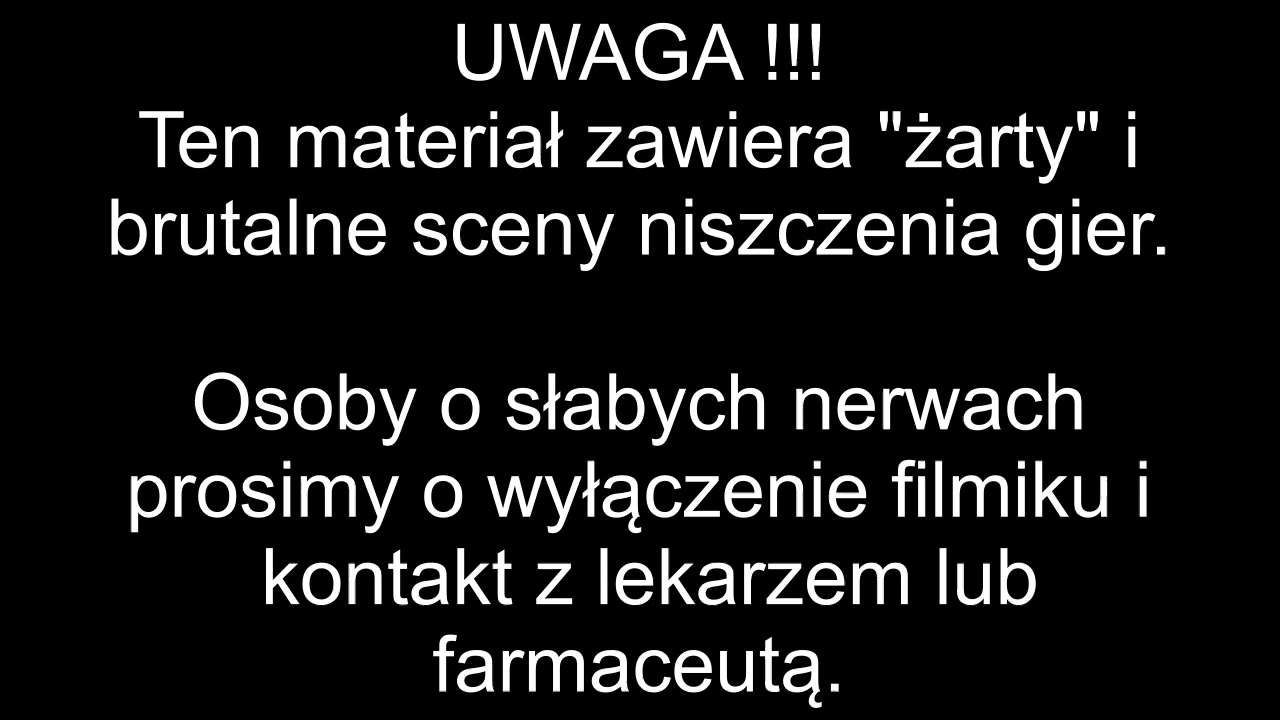 UWAGA !!!
Ten materiał zawiera "żarty" i
brutalne sceny niszczenia gier.
Osoby o słabych nerwach
prosimy o wyłączenie filmiku i
kontakt z lekarzem lub
farmaceutą.